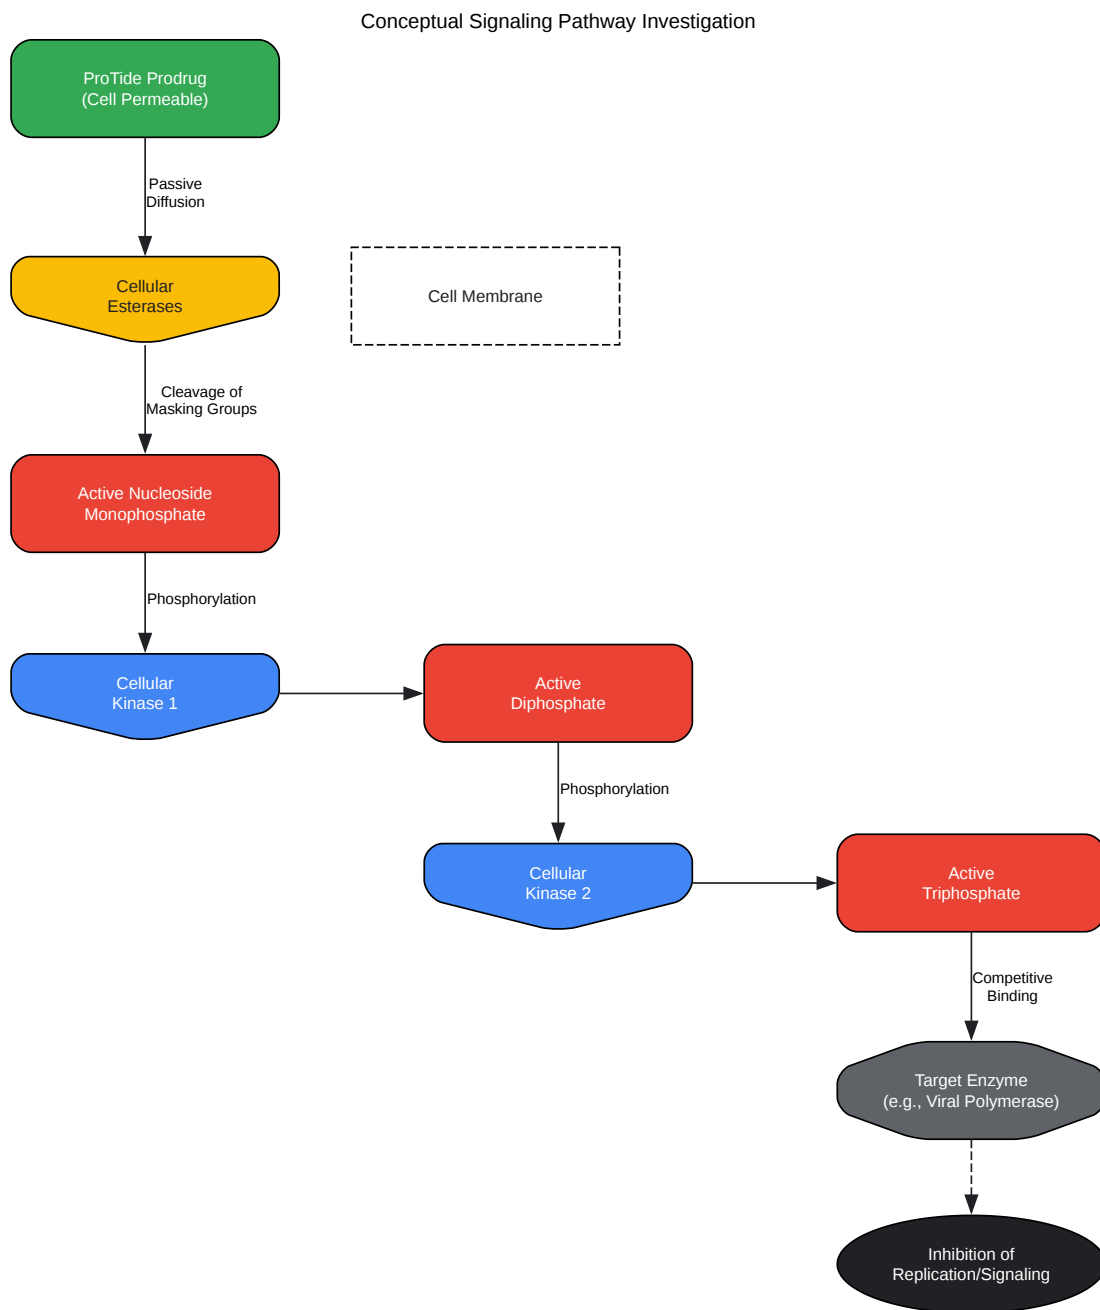 Conceptual Signaling Pathway Investigation
ProTide Prodrug
(Cell Permeable)
Passive
Diffusion
Cellular
Esterases
Cell Membrane
Cleavage of
Masking Groups
Active Nucleoside
Monophosphate
Phosphorylation
Cellular
Kinase 1
Active
Diphosphate
Phosphorylation
Cellular
Kinase 2
Active
Triphosphate
Competitive
Binding
Target Enzyme
(e.g., Viral Polymerase)
Inhibition of
Replication/Signaling